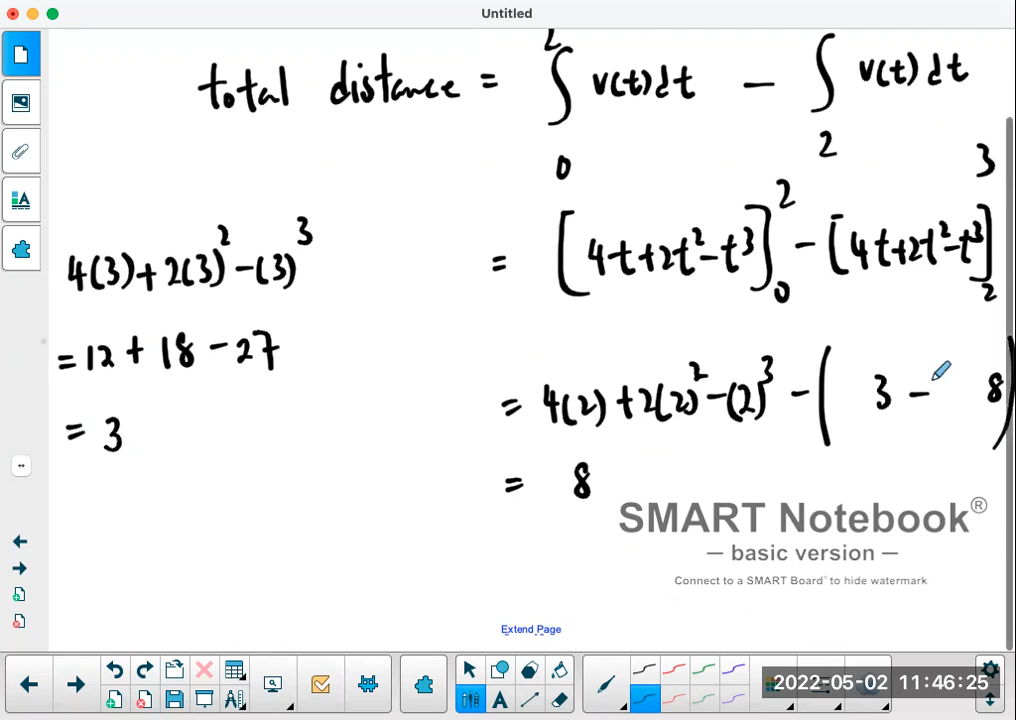 Untitled
total distance = ∫₀² v(t)dt − ∫₂³ v(t)dt
4(3)+2(3)²−(3)³
= [4t+2t²−t³]₀² − [4t+2t²−t³]₂
= 12 + 18 − 27
= 4(2)+2(2)²−(2)³ − ( 3 − 8 )
= 3
= 8
SMART Notebook®
— basic version —
Connect to a SMART Board® to hide watermark
Extend Page
A
2022-05-02 11:46:25